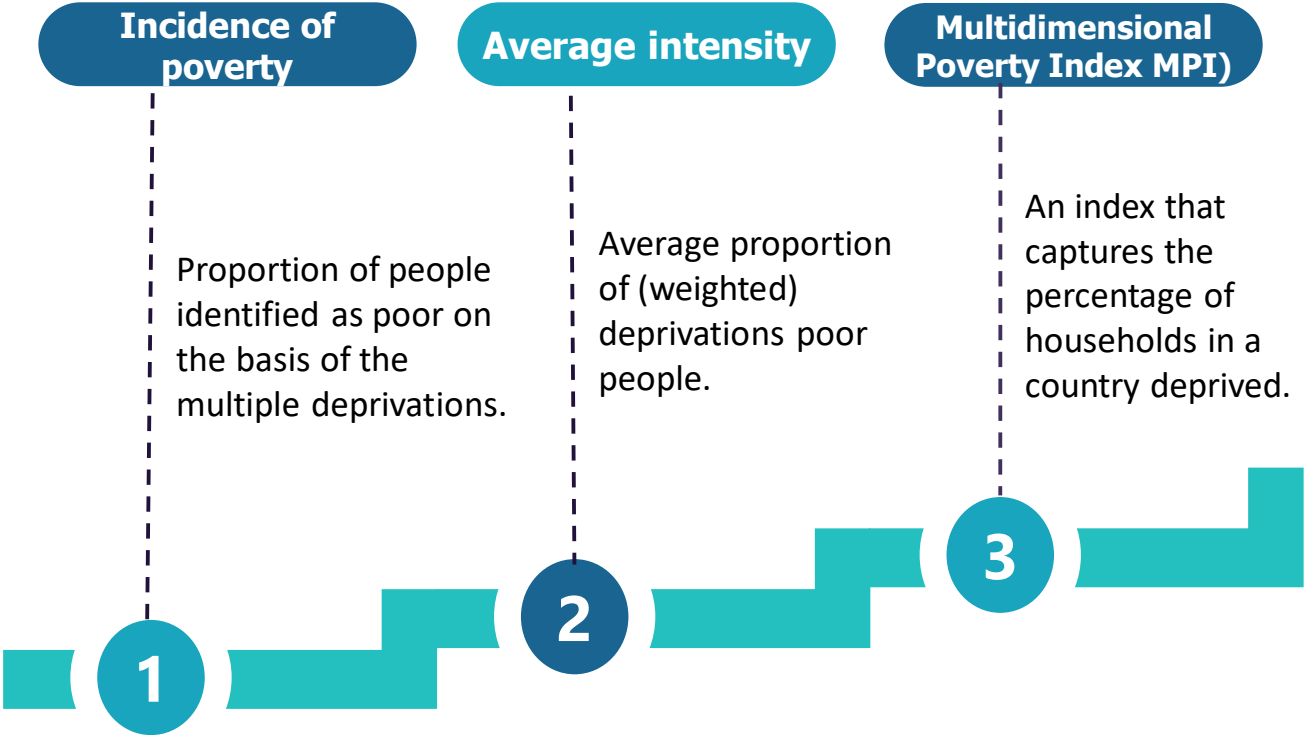 Incidence of
poverty
Average intensity
Multidimensional
Poverty Index MPI)
Proportion of people
identified as poor on
the basis of the
multiple deprivations.
Average proportion
of (weighted)
deprivations poor
people.
An index that
captures the
percentage of
households in a
country deprived.
1
2
3